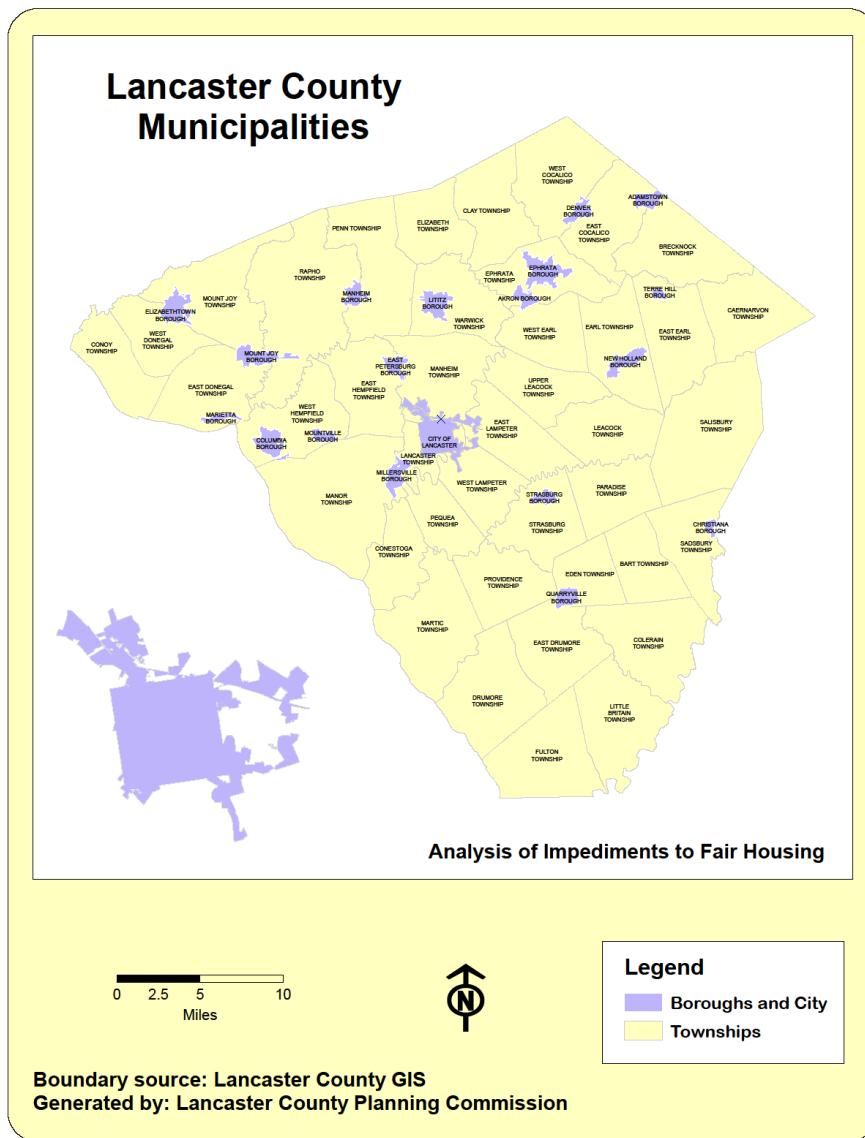 Lancaster County
Municipalities
WEST
COCALICO
TOWNSHIP
ADAMSTOWN
BOROUGH
DENVER
BOROUGH
CLAY TOWNSHIP
ELIZABETH
TOWNSHIP
PENN TOWNSHIP
EAST
COCALICO
TOWNSHIP
BRECKNOCK
TOWNSHIP
RAPHO
TOWNSHIP
EPHRATA
TOWNSHIP
EPHRATA
BOROUGH
MOUNT JOY
TOWNSHIP
MANHEIM
BOROUGH
LITITZ
BOROUGH
AKRON BOROUGH
TERRE HILL
BOROUGH
ELIZABETHTOWN
BOROUGH
CAERNARVON
TOWNSHIP
WARWICK
TOWNSHIP
WEST EARL
TOWNSHIP
EARL TOWNSHIP
EAST EARL
TOWNSHIP
CONOY
TOWNSHIP
WEST
DONEGAL
TOWNSHIP
MOUNT JOY
BOROUGH
EAST
PETERSBURG
BOROUGH
MANHEIM
TOWNSHIP
NEW HOLLAND
BOROUGH
EAST DONEGAL
TOWNSHIP
EAST
HEMPFIELD
TOWNSHIP
UPPER
LEACOCK
TOWNSHIP
MARIETTA
BOROUGH
WEST
HEMPFIELD
TOWNSHIP
SALISBURY
TOWNSHIP
EAST
LAMPETER
TOWNSHIP
LEACOCK
TOWNSHIP
COLUMBIA
BOROUGH
MOUNTVILLE
BOROUGH
CITY OF
LANCASTER
LANCASTER
TOWNSHIP
MILLERSVILLE
BOROUGH
WEST LAMPETER
TOWNSHIP
PARADISE
TOWNSHIP
MANOR
TOWNSHIP
STRASBURG
BOROUGH
PEQUEA
TOWNSHIP
STRASBURG
TOWNSHIP
CHRISTIANA
BOROUGH
SADSBURY
TOWNSHIP
CONESTOGA
TOWNSHIP
BART TOWNSHIP
PROVIDENCE
TOWNSHIP
EDEN TOWNSHIP
QUARRYVILLE
BOROUGH
MARTIC
TOWNSHIP
EAST DRUMORE
TOWNSHIP
COLERAIN
TOWNSHIP
DRUMORE
TOWNSHIP
LITTLE
BRITAIN
TOWNSHIP
FULTON
TOWNSHIP
Analysis of Impediments to Fair Housing
0 2.5 5 10
Miles
N
Legend
Boroughs and City
Townships
Boundary source: Lancaster County GIS
Generated by: Lancaster County Planning Commission